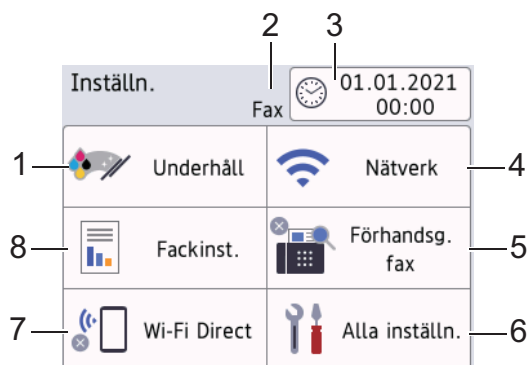 2 3
Inställn.
Fax
01.01.2021
00:00
1 Underhåll Nätverk 4
8 Fackinst. Förhandsg.
fax 5
7 Wi-Fi Direct Alla inställn. 6